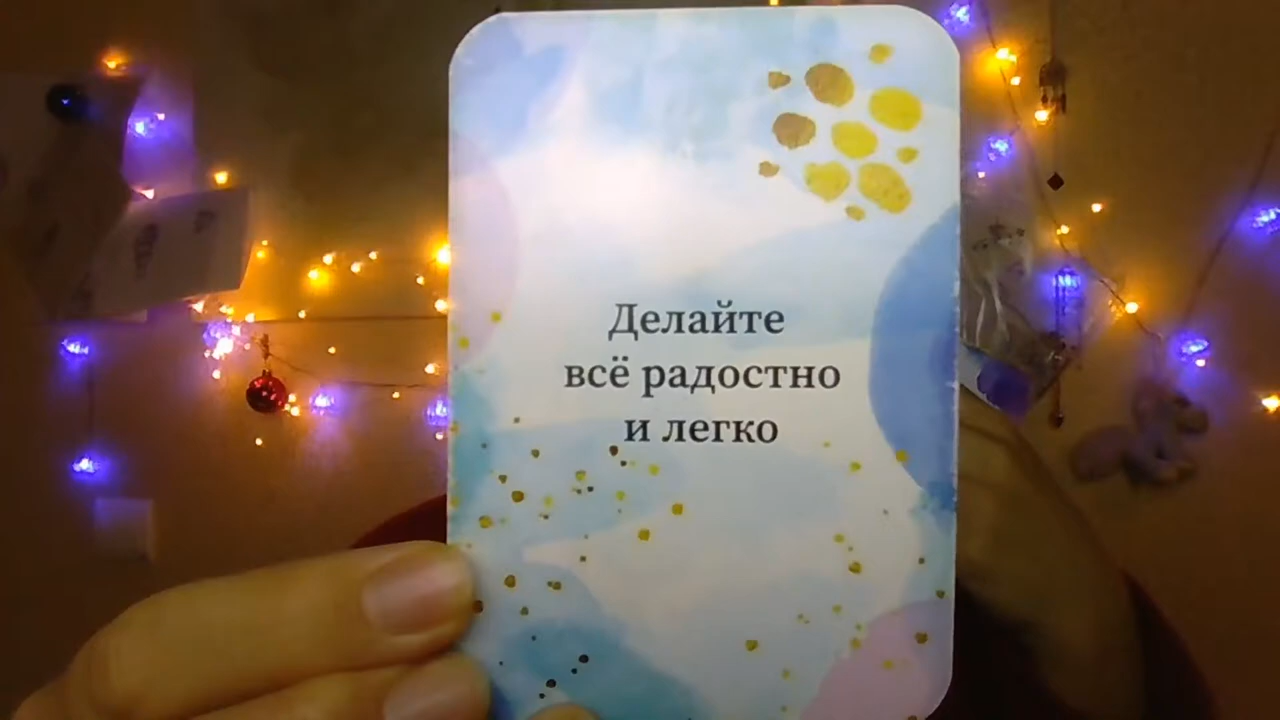 Делайте
всё радостно
и легко